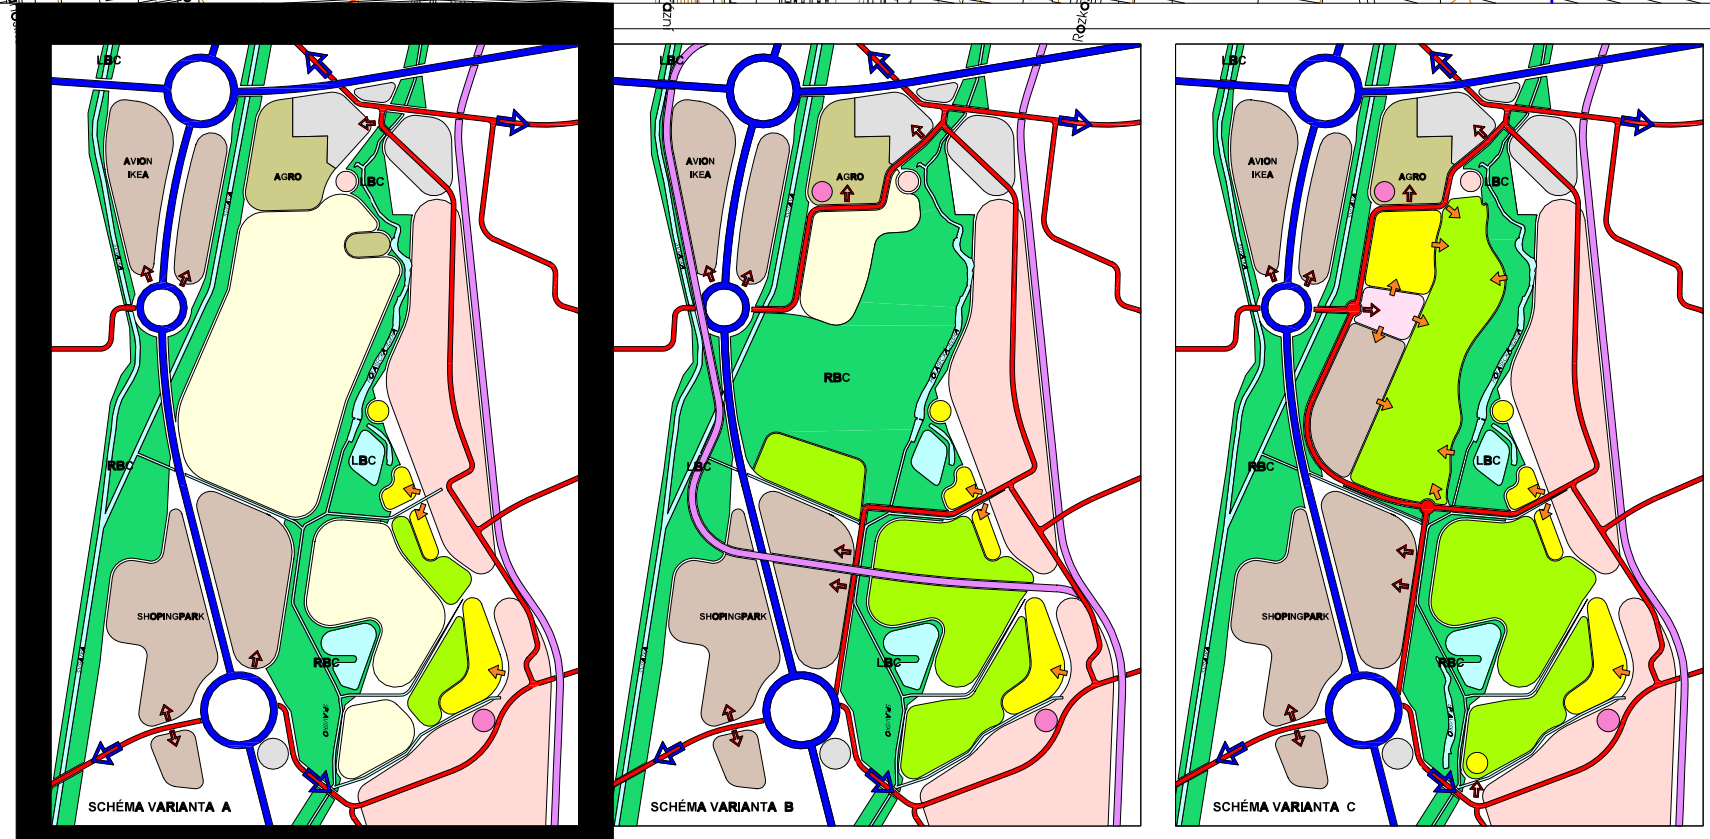 LBC
AVION
IKEA
AGRO
LBC
RBC
LBC
SHOPINGPARK
RBC
SCHÉMA VARIANTA A
LBC
AVION
IKEA
AGRO
RBC
LBC
SHOPINGPARK
LBC
SCHÉMA VARIANTA B
LBC
AVION
IKEA
AGRO
LBC
RBC
LBC
SHOPINGPARK
RBC
SCHÉMA VARIANTA C